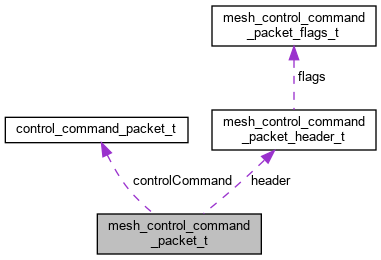 mesh_control_command
_packet_flags_t
flags
control_command_packet_t
mesh_control_command
_packet_header_t
controlCommand
header
mesh_control_command
_packet_t